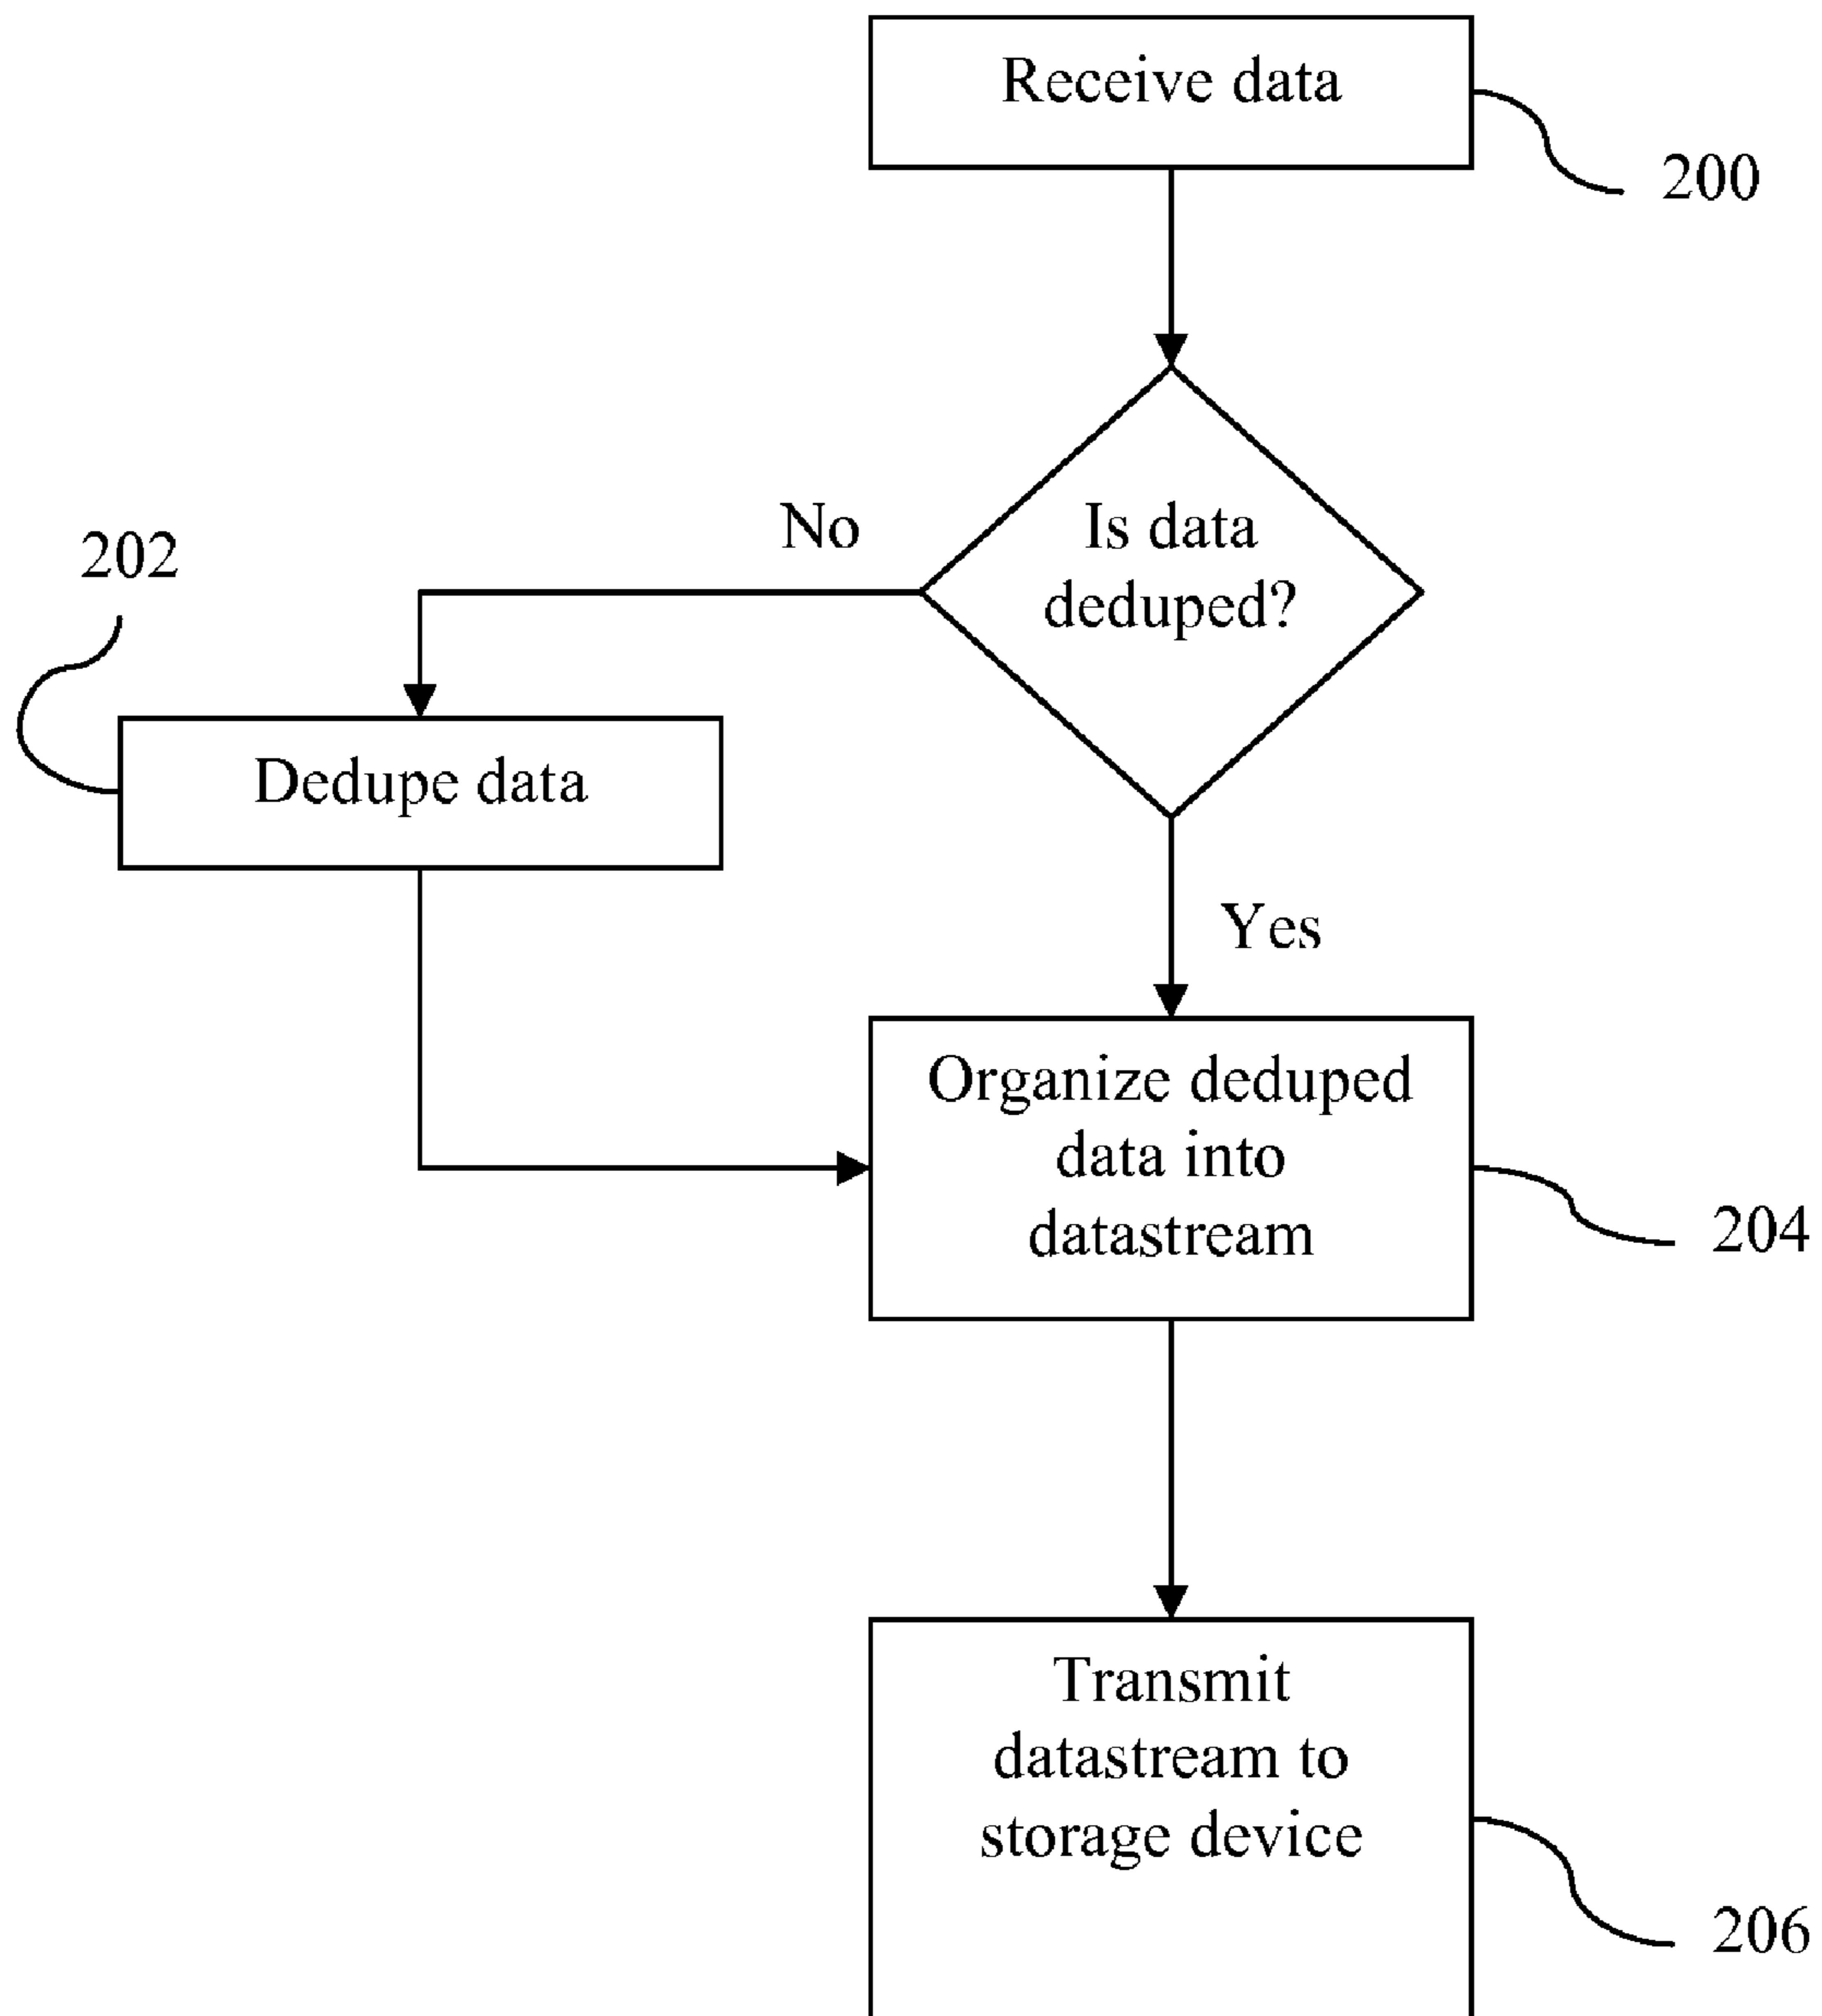 Receive data
200
Is data
deduped?
No
202
Dedupe data
Yes
Organize deduped
data into
datastream
204
Transmit
datastream to
storage device
206